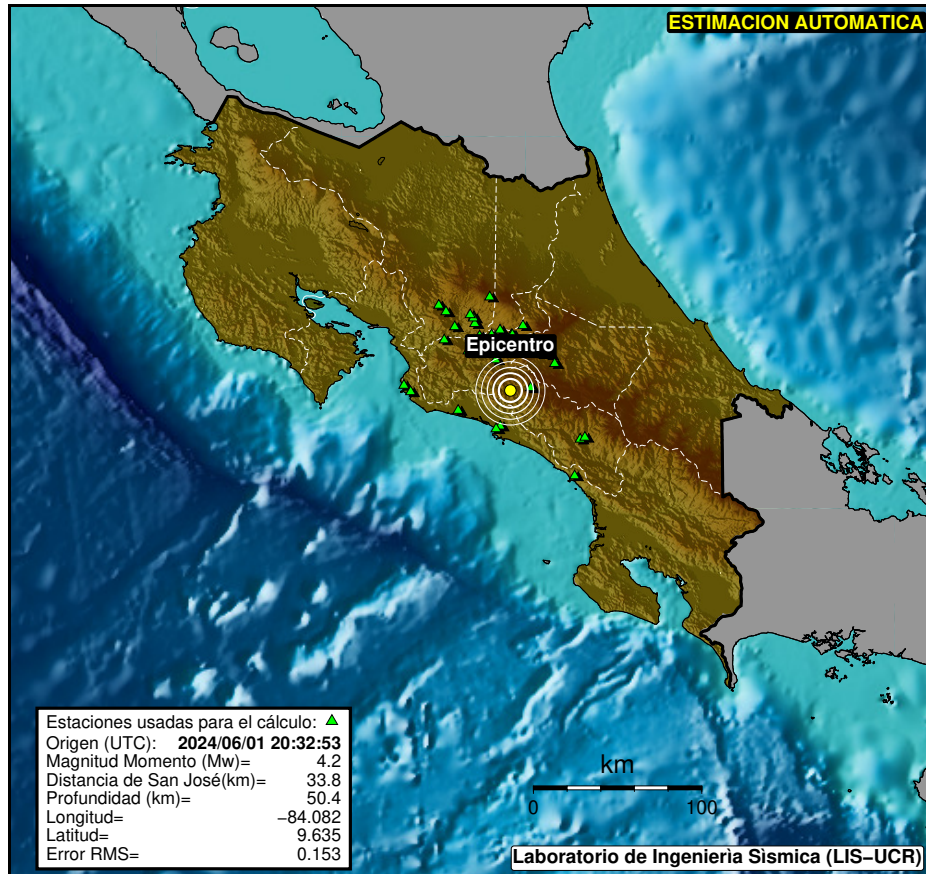 ESTIMACION AUTOMATICA
Epicentro
Estaciones usadas para el cálculo:
Origen (UTC): 2024/06/01 20:32:53
Magnitud Momento (Mw)= 4.2
Distancia de San José(km)= 33.8
Profundidad (km)= 50.4
Longitud= −84.082
Latitud= 9.635
Error RMS= 0.153
km
0 100
Laboratorio de Ingenierìa Sìsmica (LIS−UCR)